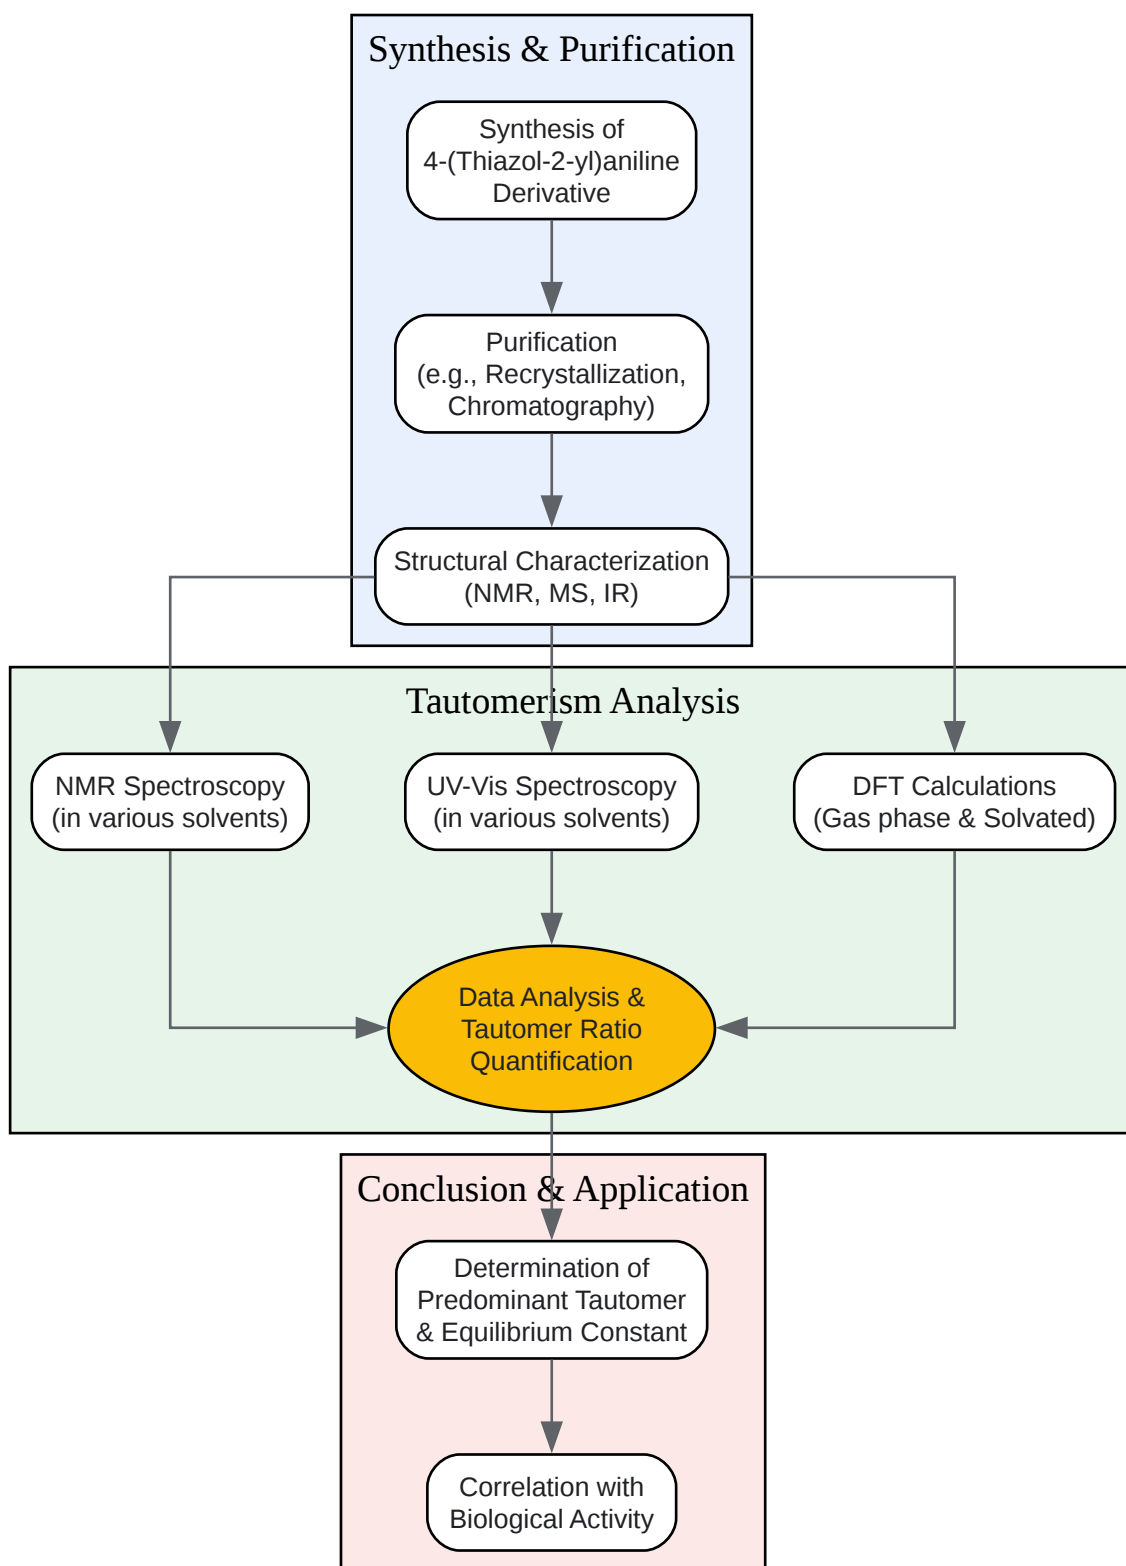 Synthesis & Purification
Synthesis of
4-(Thiazol-2-yl)aniline
Derivative
Purification
(e.g., Recrystallization,
Chromatography)
Structural Characterization
(NMR, MS, IR)
Tautomerism Analysis
NMR Spectroscopy
(in various solvents)
UV-Vis Spectroscopy
(in various solvents)
DFT Calculations
(Gas phase & Solvated)
Data Analysis &
Tautomer Ratio
Quantification
Conclusion & Application
Determination of
Predominant Tautomer
& Equilibrium Constant
Correlation with
Biological Activity